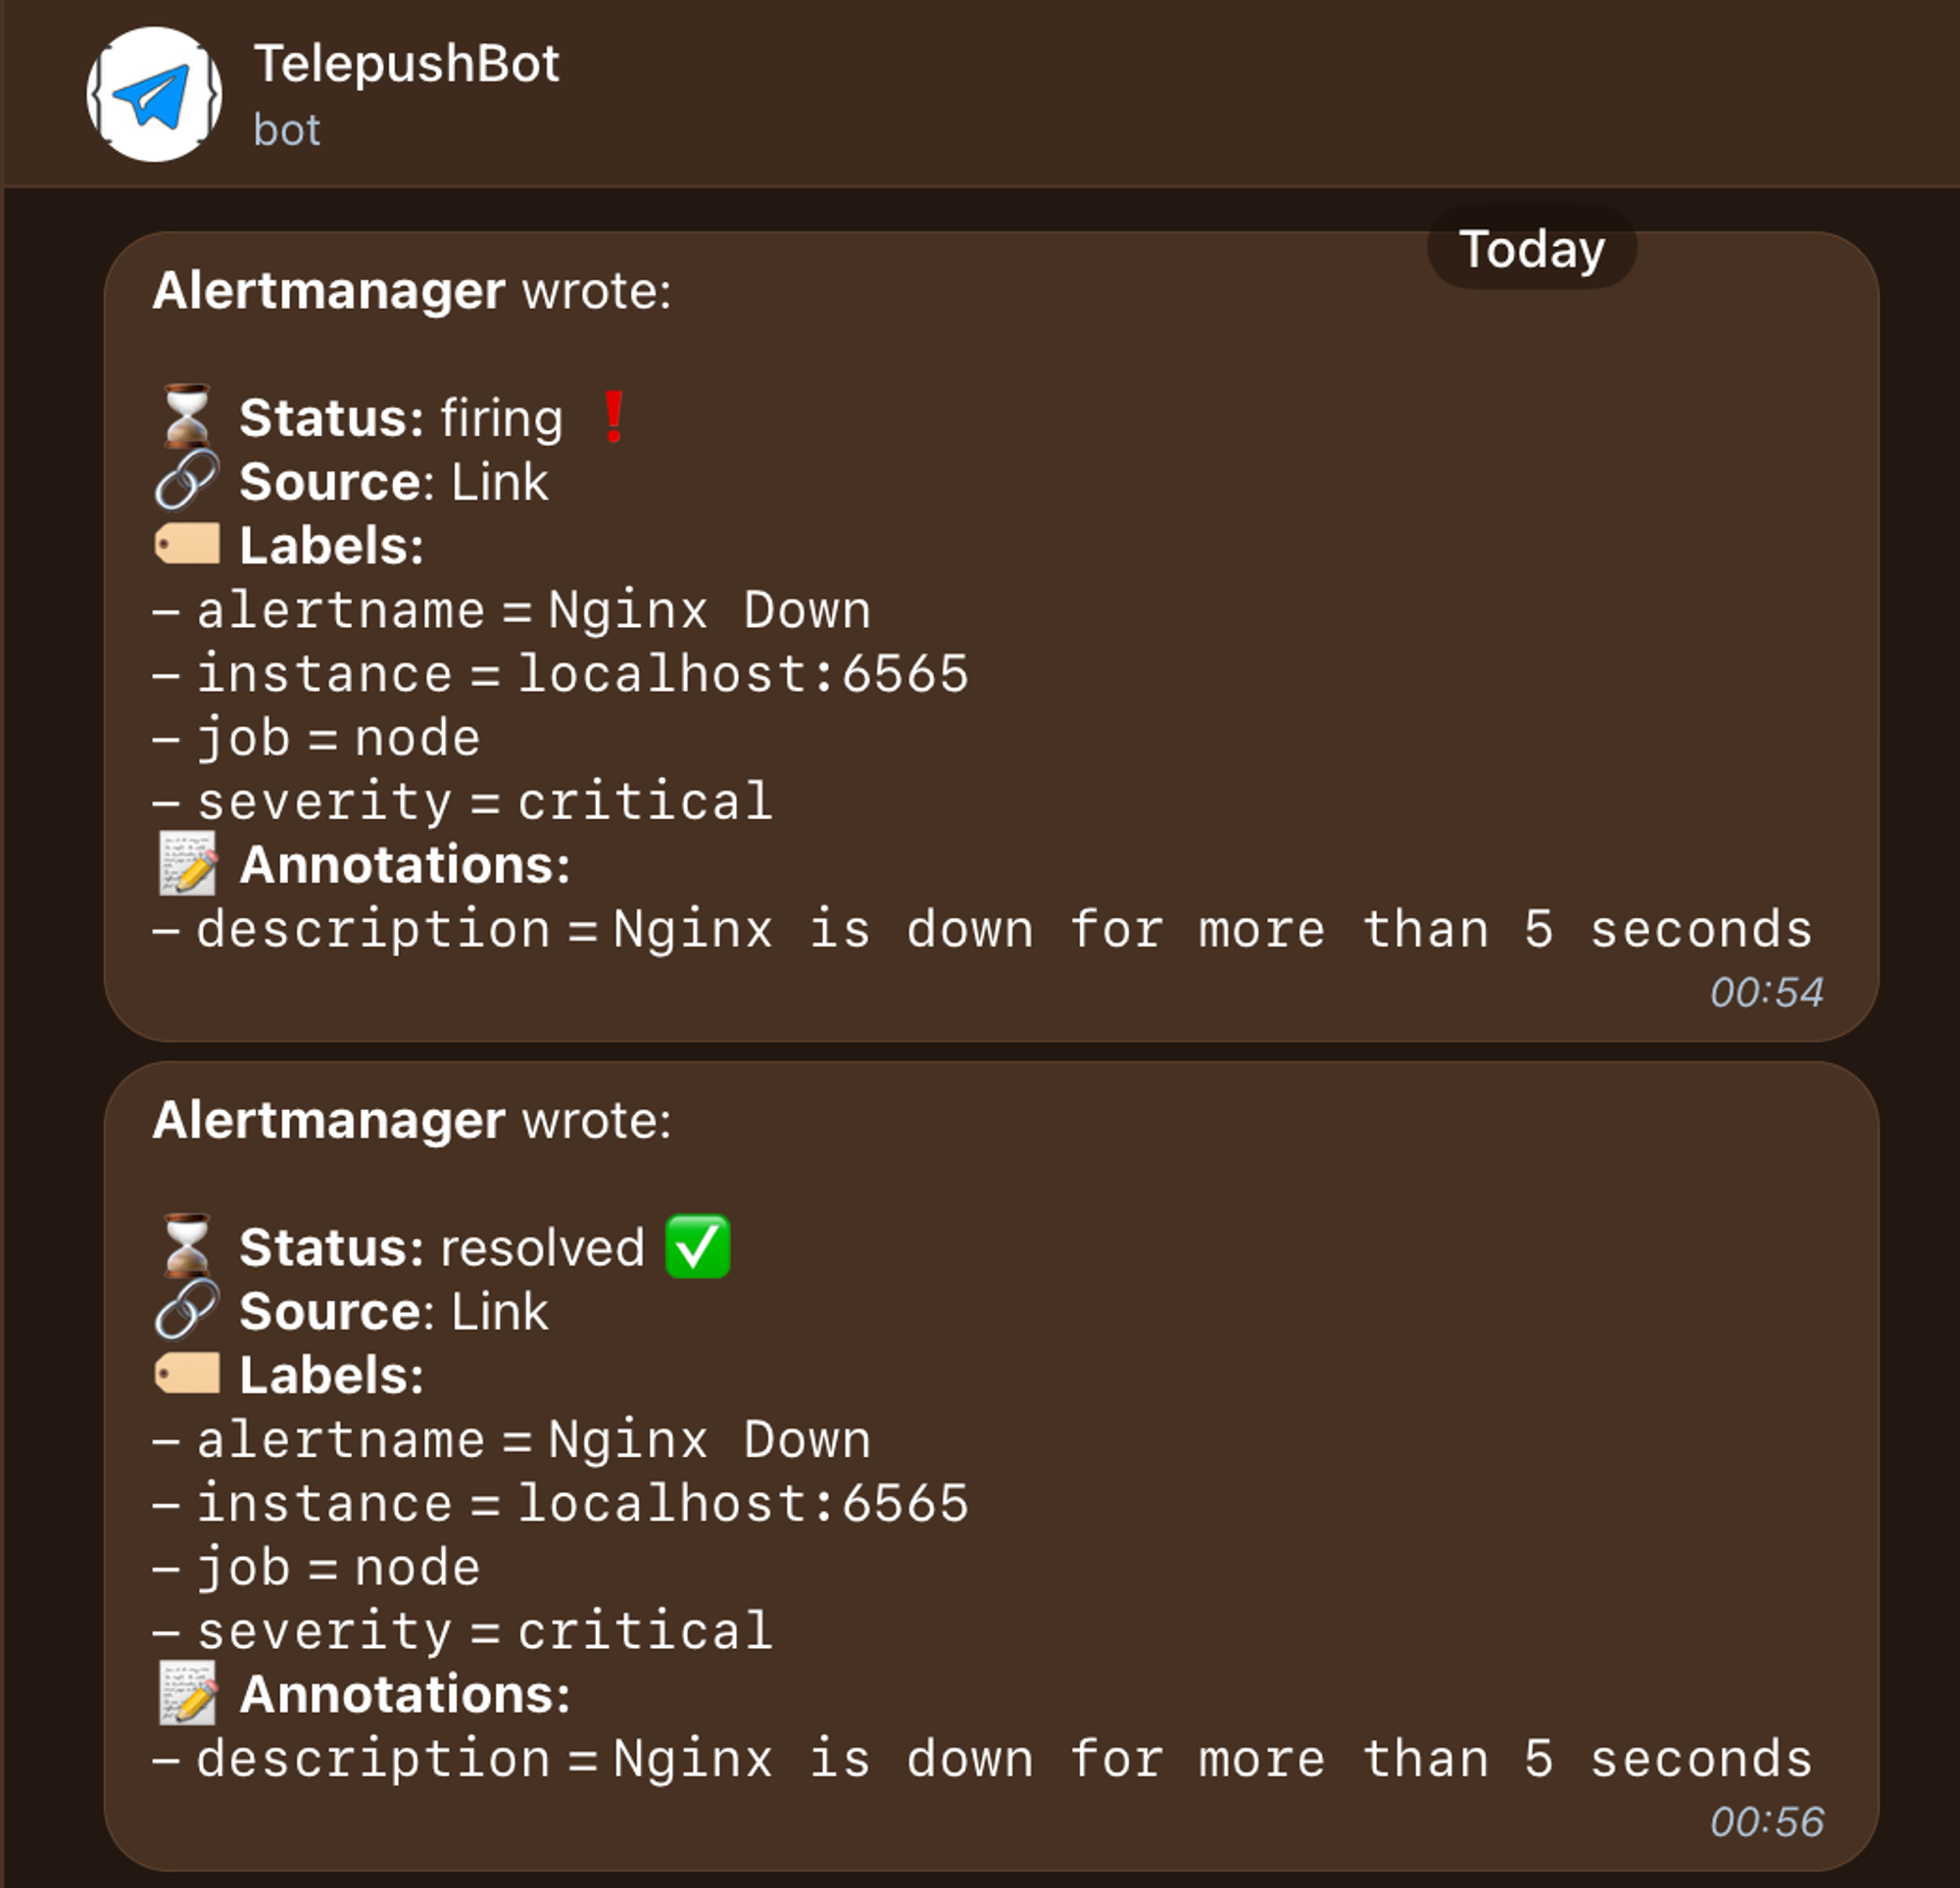 TelepushBot
bot
Today
Alertmanager wrote:
⏳ Status: firing ❗
🔗 Source: Link
🏷 Labels:
– alertname = Nginx Down
– instance = localhost:6565
– job = node
– severity = critical
📝 Annotations:
– description = Nginx is down for more than 5 seconds
00:54
Alertmanager wrote:
⏳ Status: resolved ✅
🔗 Source: Link
🏷 Labels:
– alertname = Nginx Down
– instance = localhost:6565
– job = node
– severity = critical
📝 Annotations:
– description = Nginx is down for more than 5 seconds
00:56